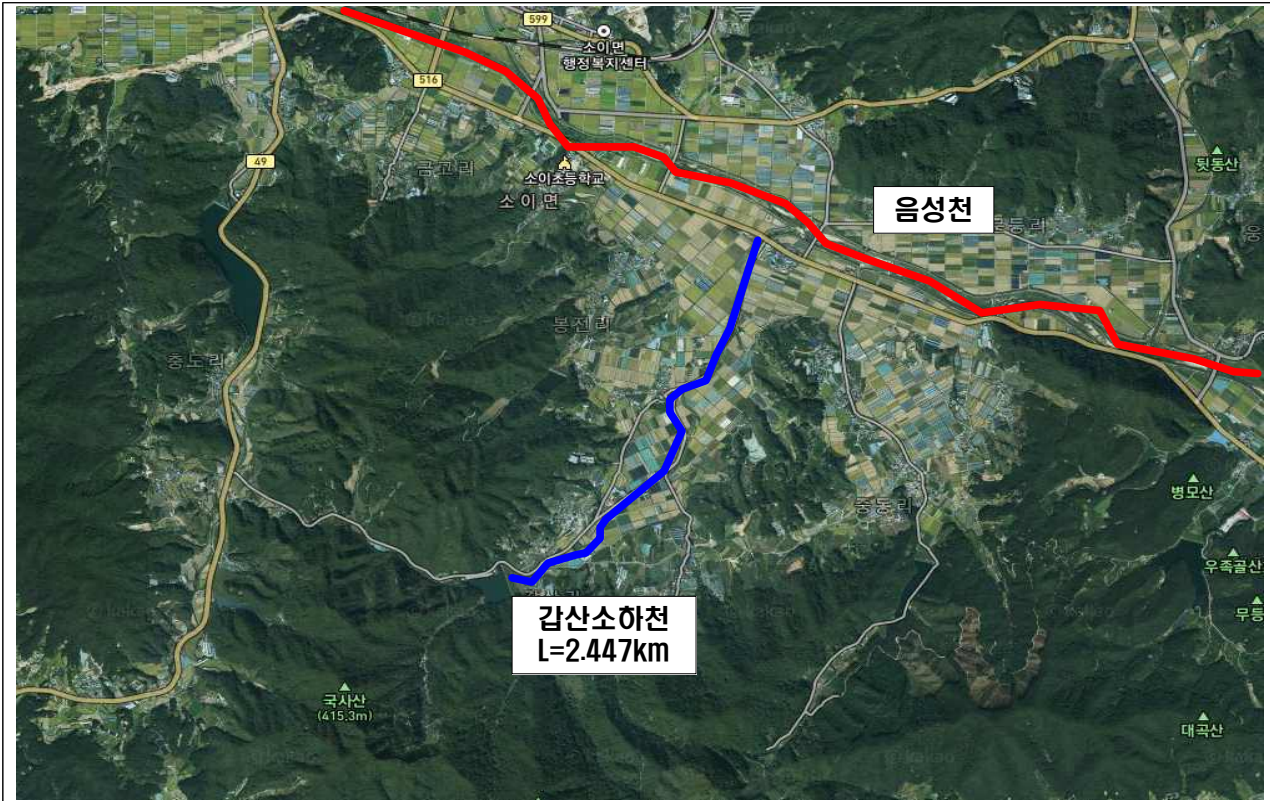 599
소이면
행정복지센터
516
49
금고리
소이초등학교
소이면
뒷동산
음성천
봉전리
충도리
중동리
병모산
우족골산
무등
갑산소하천
L=2.447km
국사산
(415.3m)
대곡산